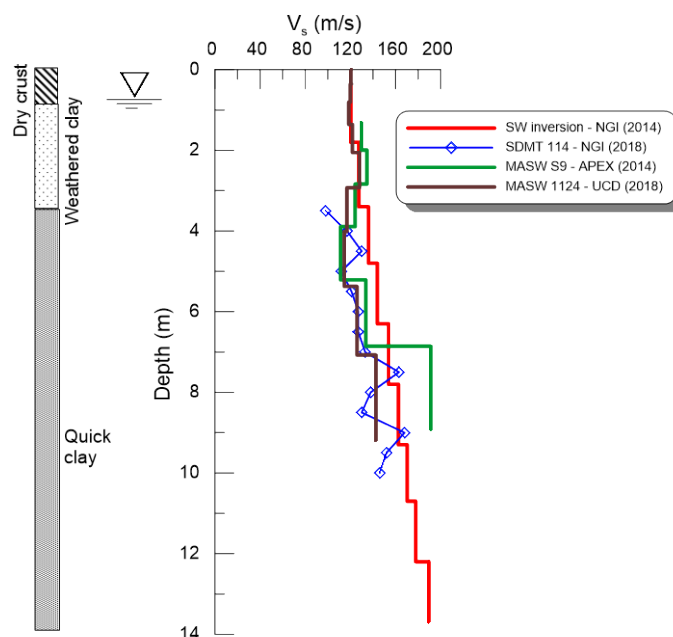 V_s (m/s)
0 40 80 120 160 200
0
2
4
6
8
10
12
14
Depth (m)
Dry crust
Weathered clay
Quick
clay
SW inversion - NGI (2014)
SDMT 114 - NGI (2018)
MASW S9 - APEX (2014)
MASW 1124 - UCD (2018)